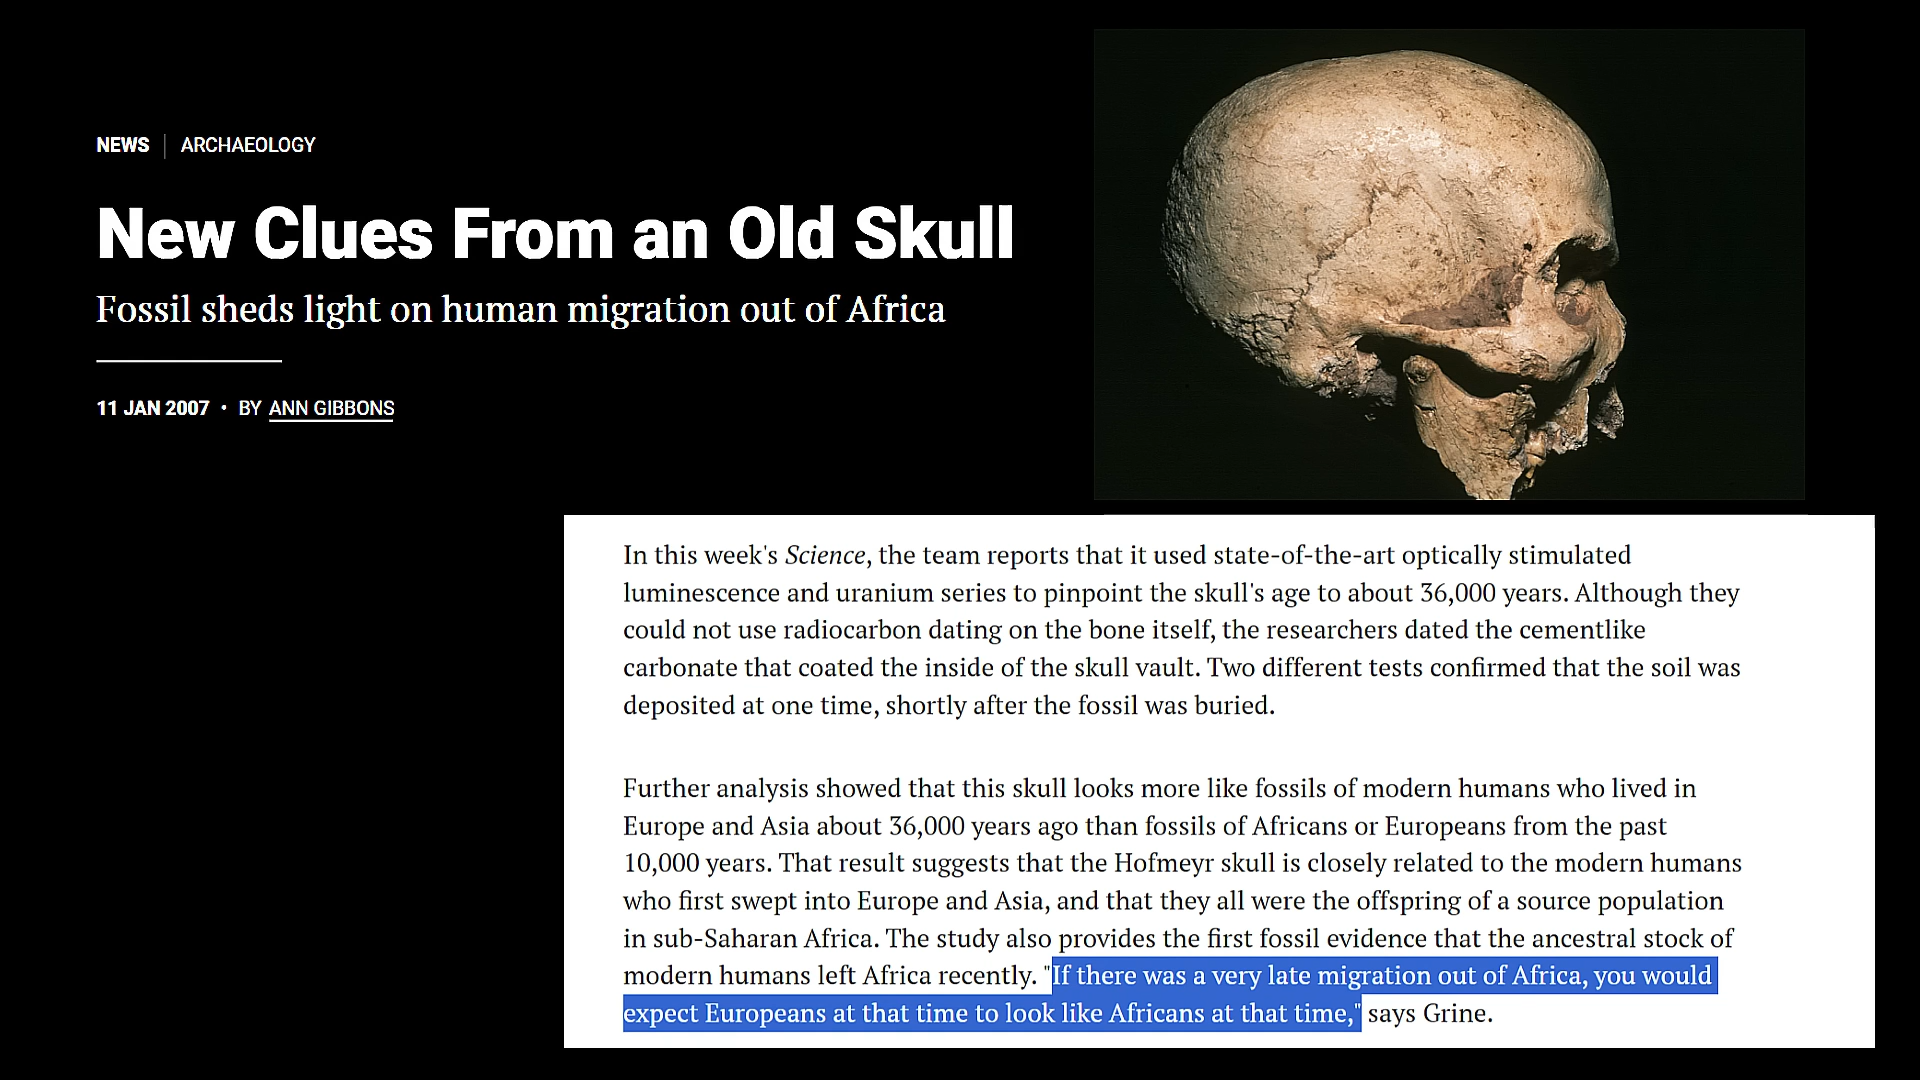 NEWS | ARCHAEOLOGY
New Clues From an Old Skull
Fossil sheds light on human migration out of Africa
11 JAN 2007 • BY ANN GIBBONS
In this week's Science, the team reports that it used state-of-the-art optically stimulated
luminescence and uranium series to pinpoint the skull's age to about 36,000 years. Although they
could not use radiocarbon dating on the bone itself, the researchers dated the cementlike
carbonate that coated the inside of the skull vault. Two different tests confirmed that the soil was
deposited at one time, shortly after the fossil was buried.
Further analysis showed that this skull looks more like fossils of modern humans who lived in
Europe and Asia about 36,000 years ago than fossils of Africans or Europeans from the past
10,000 years. That result suggests that the Hofmeyr skull is closely related to the modern humans
who first swept into Europe and Asia, and that they all were the offspring of a source population
in sub-Saharan Africa. The study also provides the first fossil evidence that the ancestral stock of
modern humans left Africa recently. "If there was a very late migration out of Africa, you would
expect Europeans at that time to look like Africans at that time," says Grine.